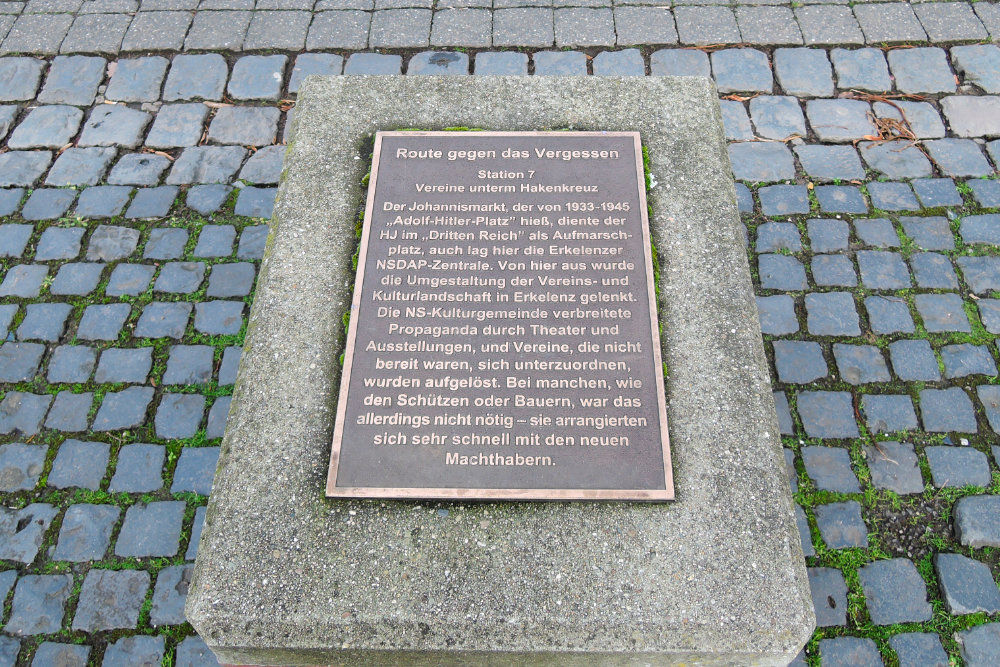 Route gegen das Vergessen
Station 7
Vereine unterm Hakenkreuz
Der Johannismarkt, der von 1933-1945
„Adolf-Hitler-Platz" hieß, diente der
HJ im „Dritten Reich" als Aufmarsch-
platz, auch lag hier die Erkelenzer
NSDAP-Zentrale. Von hier aus wurde
die Umgestaltung der Vereins- und
Kulturlandschaft in Erkelenz gelenkt.
Die NS-Kulturgemeinde verbreitete
Propaganda durch Theater und
Ausstellungen, und Vereine, die nicht
bereit waren, sich unterzuordnen,
wurden aufgelöst. Bei manchen, wie
den Schützen oder Bauern, war das
allerdings nicht nötig – sie arrangierten
sich sehr schnell mit den neuen
Machthabern.